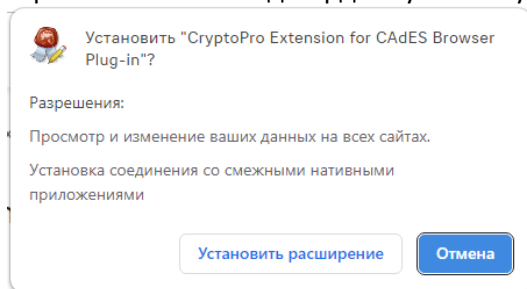 Установить "CryptoPro Extension for CAdES Browser
Plug-in"?
Разрешения:
Просмотр и изменение ваших данных на всех сайтах.
Установка соединения со смежными нативными
приложениями
Установить расширение
Отмена